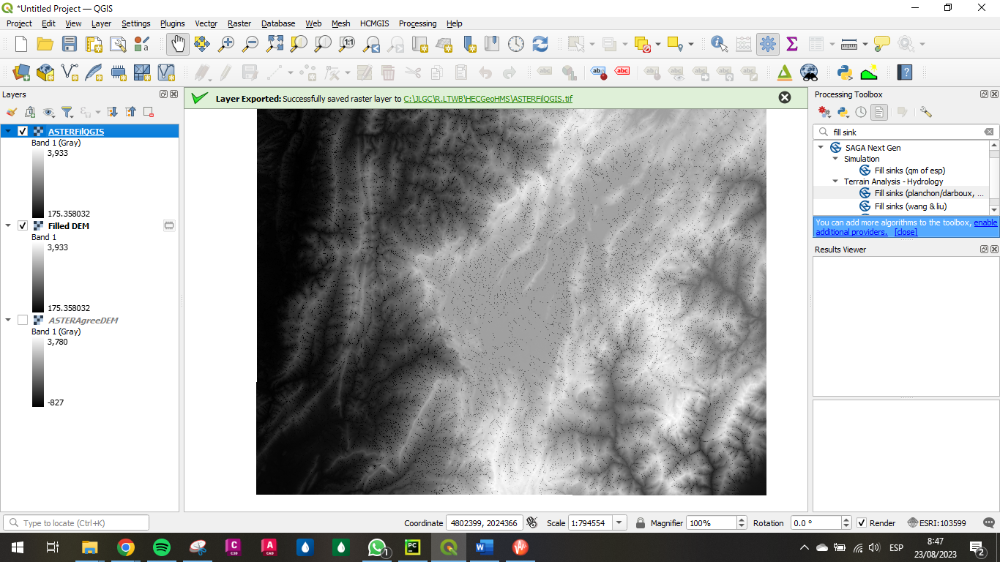 *Untitled Project — QGIS
Project Edit View Layer Settings Plugins Vector Raster Database Web Mesh HCMGIS Processing Help
Layers
Layer Exported: Successfully saved raster layer to C:\JLGC\R.LTWB\HECGeoHMS\ASTERFilQGIS.tif
Processing Toolbox
ASTERFilQGIS
Band 1 (Gray)
3,933
175.358032
Filled DEM
Band 1
3,933
175.358032
ASTERAgreeDEM
Band 1 (Gray)
3,780
-827
fill sink
SAGA Next Gen
Simulation
Fill sinks (qm of esp)
Terrain Analysis - Hydrology
Fill sinks (planchon/darboux, ...
Fill sinks (wang & liu)
You can add more algorithms to the toolbox, enable
additional providers. [close]
Results Viewer
Type to locate (Ctrl+K)
Coordinate 4802399, 2024366 Scale 1:794554 Magnifier 100% Rotation 0.0 ° Render ESRI:103599
ESP
8:47
23/08/2023